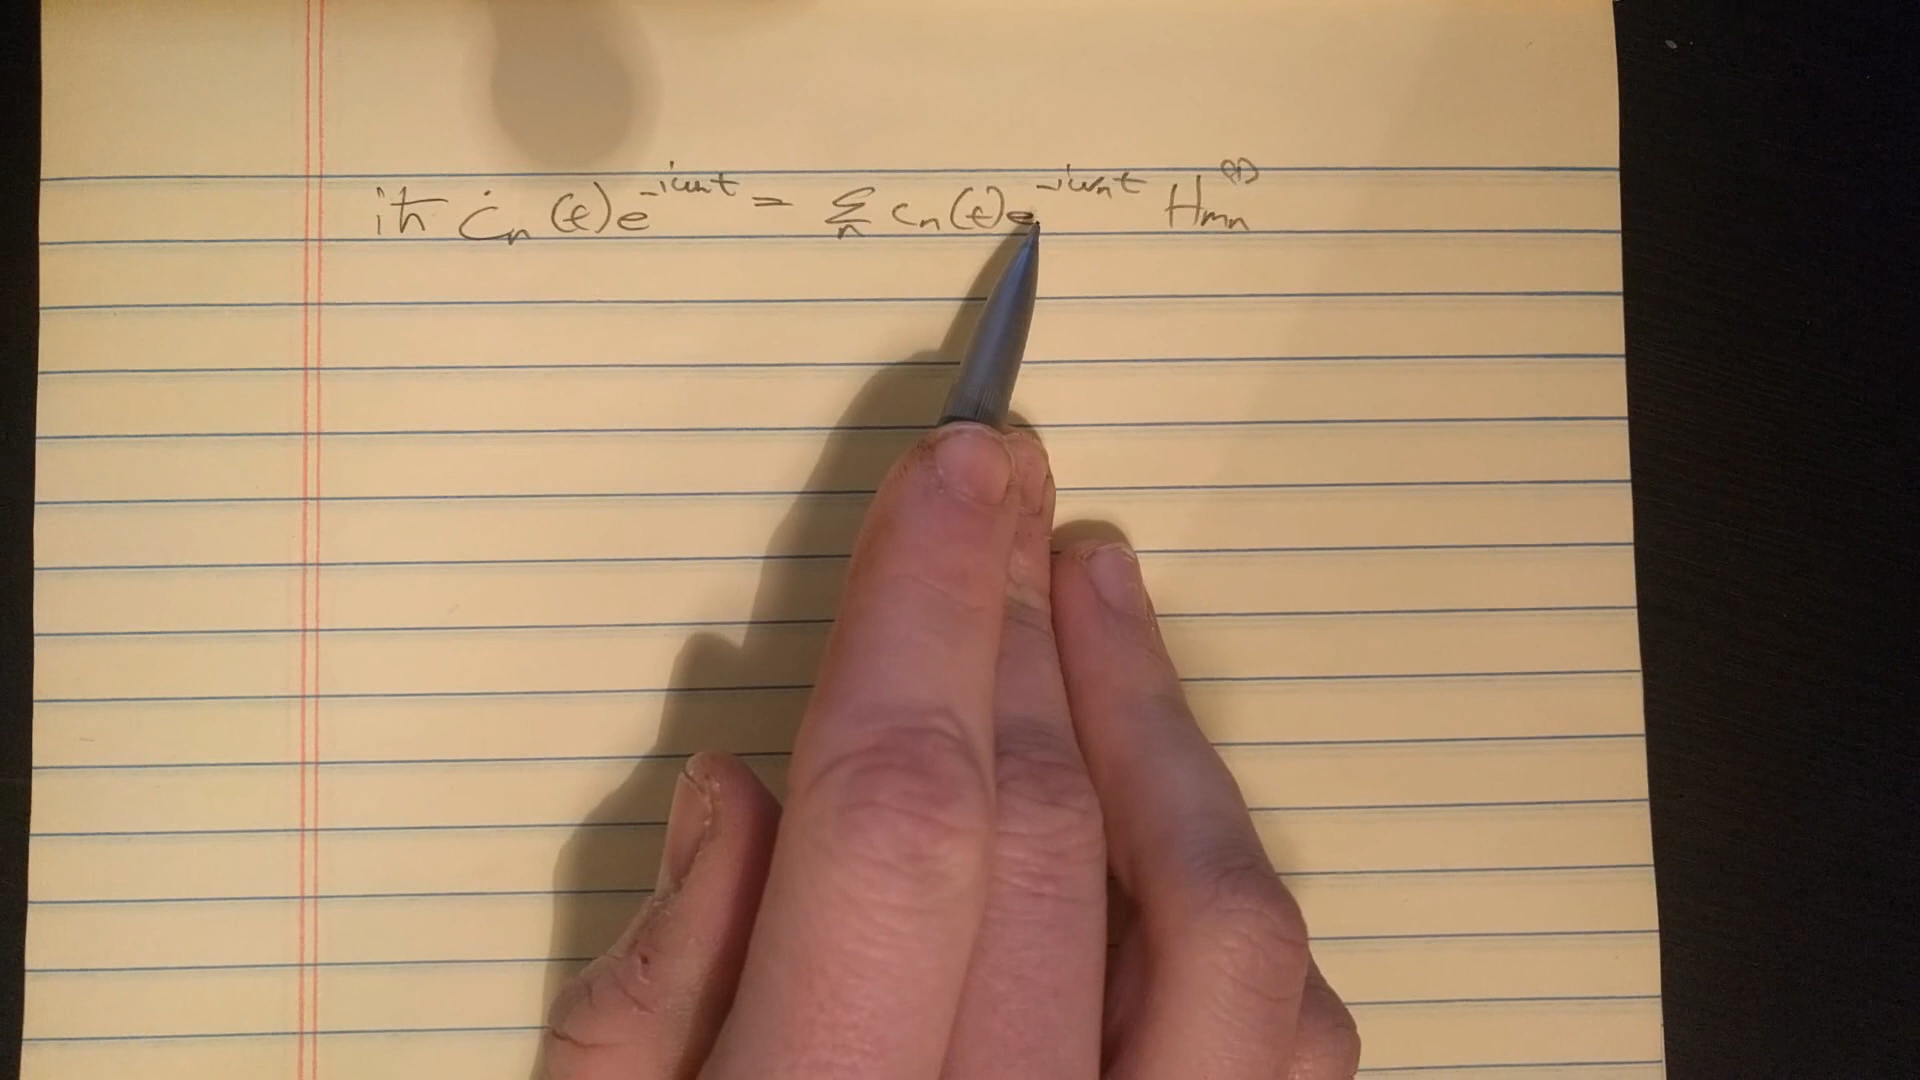 iħ ċₙ(t)e^{-iωₙt} = Σₙ cₙ(t)e^{-iωₙt} Hₘₙ^{(1)}